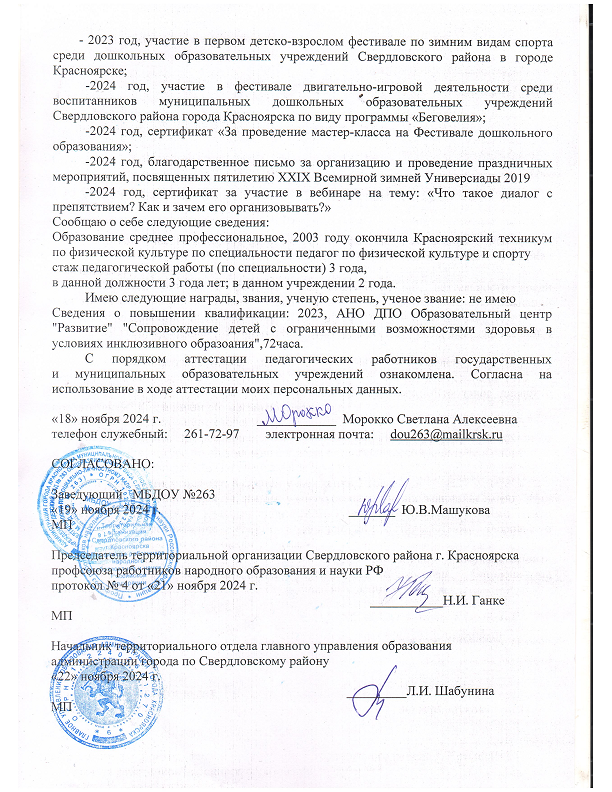 - 2023 год, участие в первом детско-взрослом фестивале по зимним видам спорта
среди дошкольных образовательных учреждений Свердловского района в городе
Красноярске;
-2024 год, участие в фестивале двигательно-игровой деятельности среди
воспитанников муниципальных дошкольных образовательных учреждений
Свердловского района города Красноярска по виду программы «Беговелия»;
-2024 год, сертификат «За проведение мастер-класса на Фестивале дошкольного
образования»;
-2024 год, благодарственное письмо за организацию и проведение праздничных
мероприятий, посвященных пятилетию XXIX Всемирной зимней Универсиады 2019
-2024 год, сертификат за участие в вебинаре на тему: «Что такое диалог с
препятствием? Как и зачем его организовывать?»
Сообщаю о себе следующие сведения:
Образование среднее профессиональное, 2003 году окончила Красноярский техникум
по физической культуре по специальности педагог по физической культуре и спорту
стаж педагогической работы (по специальности) 3 года,
в данной должности 3 года лет; в данном учреждении 2 года.
Имею следующие награды, звания, ученую степень, ученое звание: не имею
Сведения о повышении квалификации: 2023, АНО ДПО Образовательный центр
"Развитие" "Сопровождение детей с ограниченными возможностями здоровья в
условиях инклюзивного образоания",72часа.
С порядком аттестации педагогических работников государственных
и муниципальных образовательных учреждений ознакомлена. Согласна на
использование в ходе аттестации моих персональных данных.
«18» ноября 2024 г. Морокко Морокко Светлана Алексеевна
телефон служебный: 261-72-97 электронная почта: dou263@mailkrsk.ru
СОГЛАСОВАНО:
Заведующий МБДОУ №263
«19» ноября 2024 г. Ю.В.Машукова
МП
Председатель территориальной организации Свердловского района г. Красноярска
профсоюза работников народного образования и науки РФ
протокол № 4 от «21» ноября 2024 г.
Н.И. Ганке
МП
Начальник территориального отдела главного управления образования
администрации города по Свердловскому району
«22» ноября 2024 г.
Л.И. Шабунина
МП